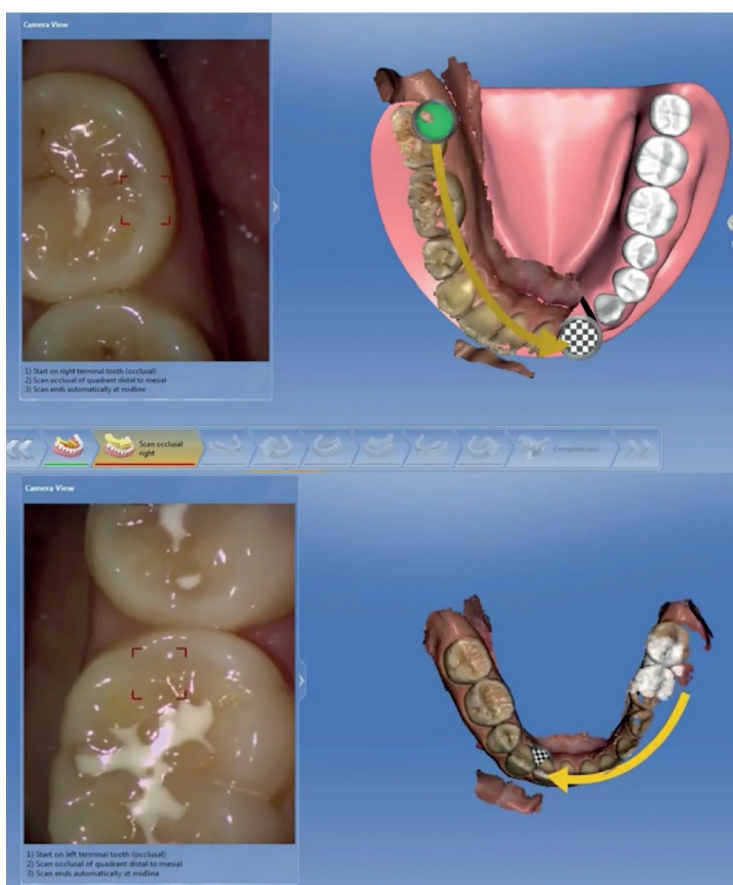 Camera View
1) Start on right terminal tooth (occlusal)
2) Scan occlusal of quadrant distal to mesial
3) Scan ends automatically at midline
Scan occlusal
right
Complete jaw
Camera View
1) Start on left terminal tooth (occlusal)
2) Scan occlusal of quadrant distal to mesial
3) Scan ends automatically at midline